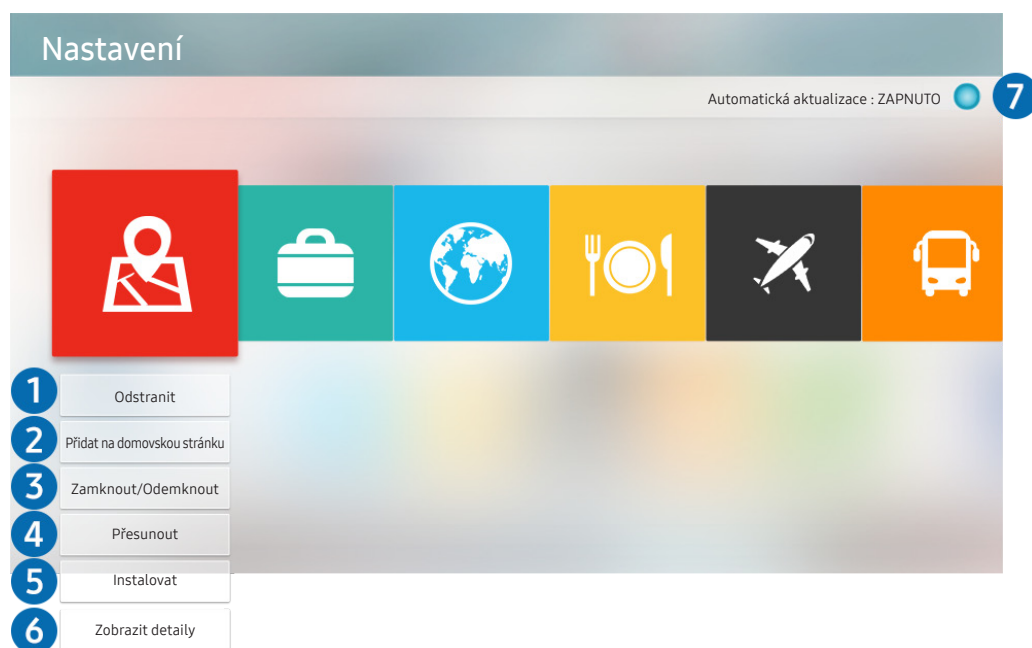 Nastavení
Automatická aktualizace : ZAPNUTO
7
1
Odstranit
2
Přidat na domovskou stránku
3
Zamknout/Odemknout
4
Přesunout
5
Instalovat
6
Zobrazit detaily